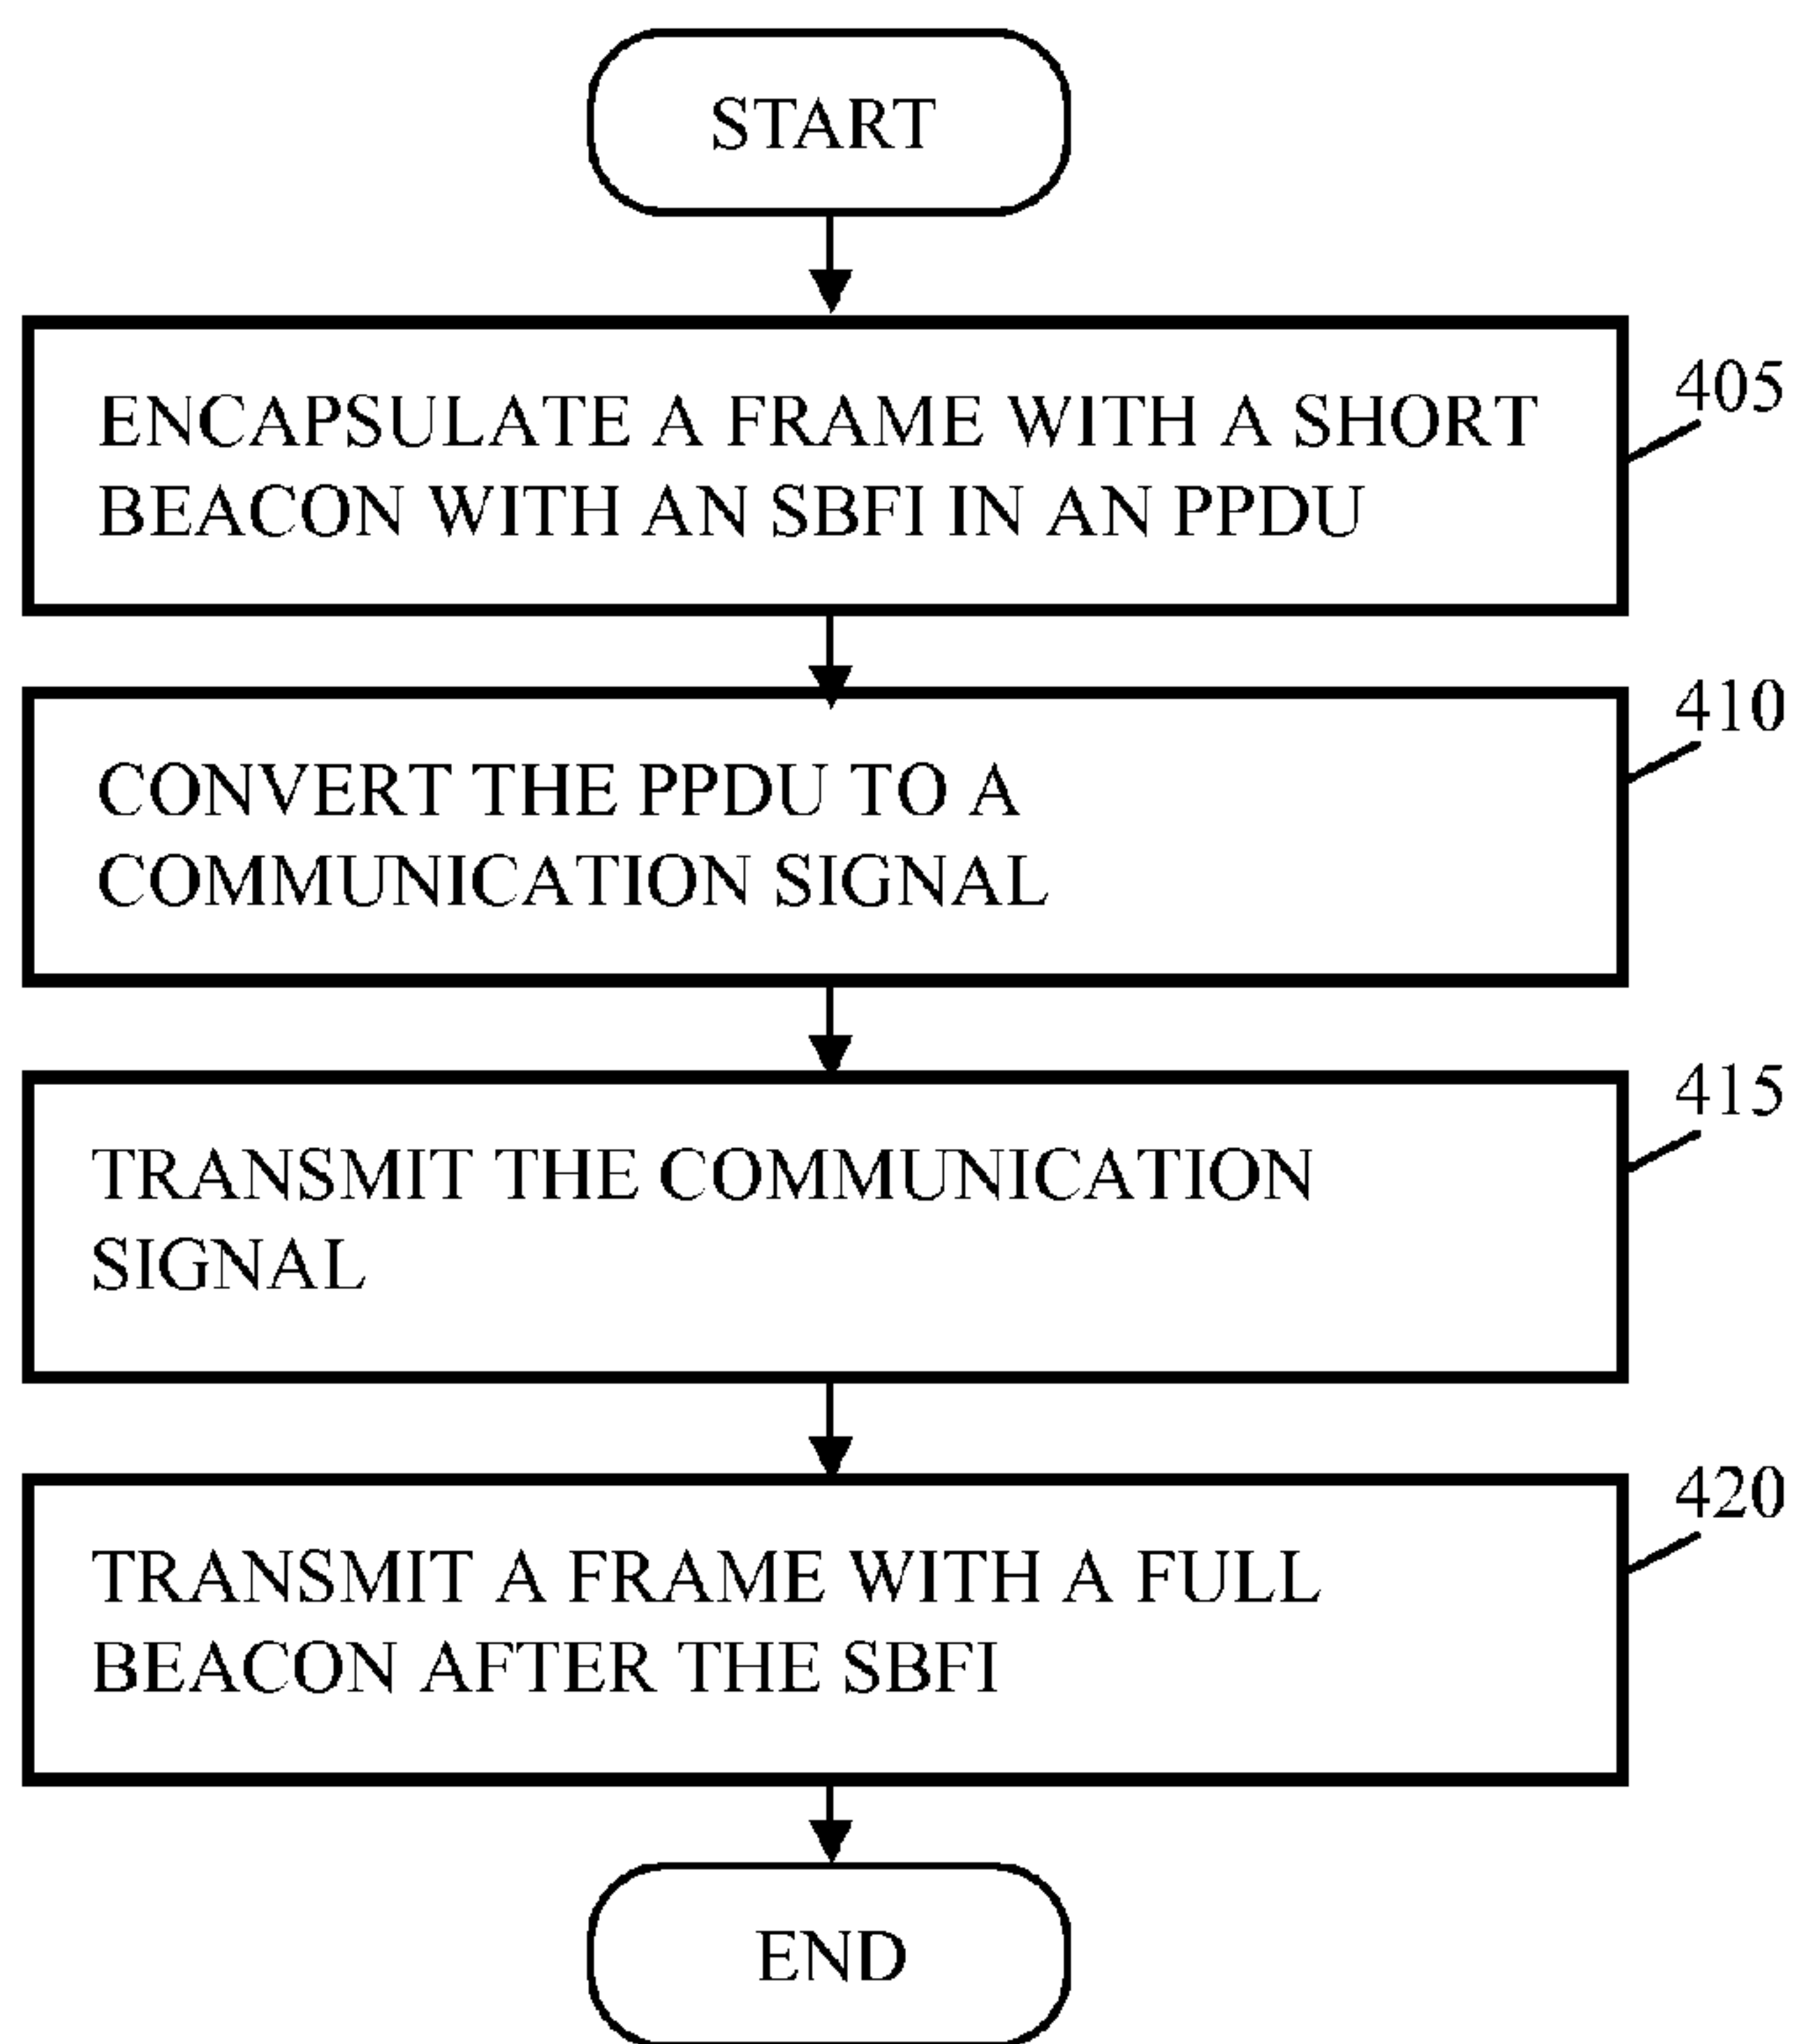 START
ENCAPSULATE A FRAME WITH A SHORT
BEACON WITH AN SBFI IN AN PPDU
405
CONVERT THE PPDU TO A
COMMUNICATION SIGNAL
410
TRANSMIT THE COMMUNICATION
SIGNAL
415
TRANSMIT A FRAME WITH A FULL
BEACON AFTER THE SBFI
420
END